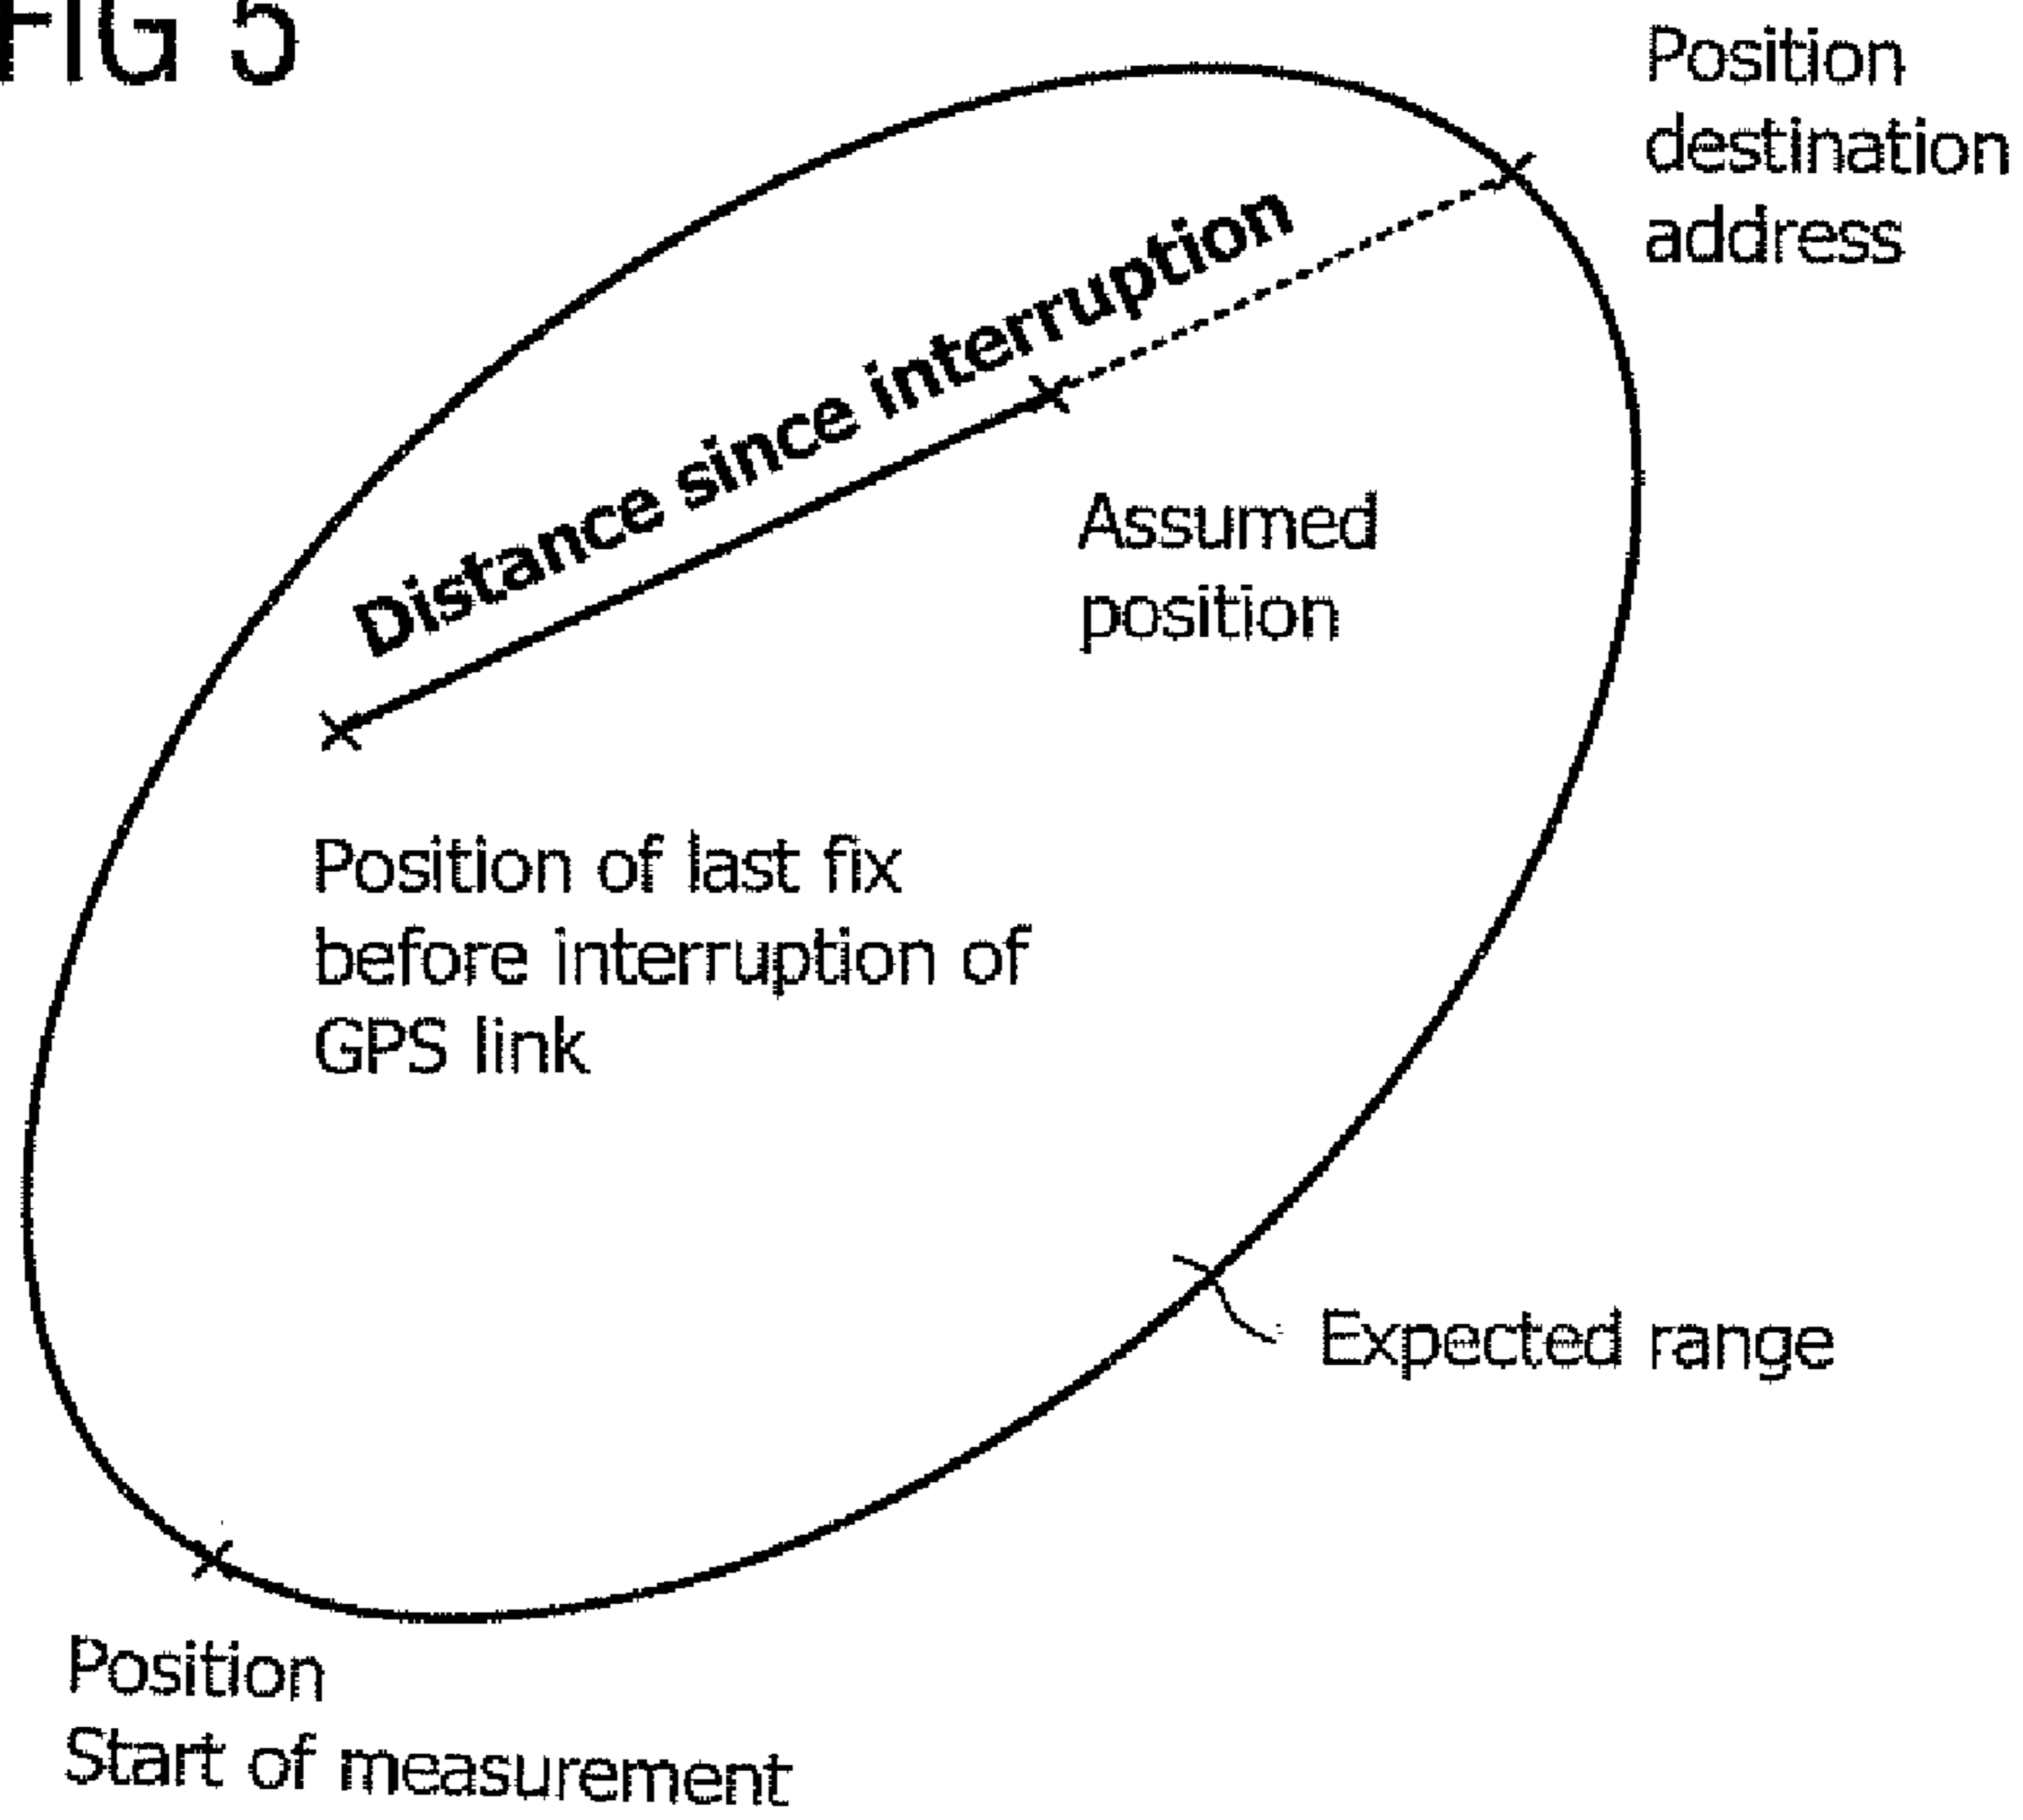 FIG 5
Position
destination
address
Distance since interruption
Assumed
position
Position of last fix
before interruption of
GPS link
Expected range
Position
Start of measurement